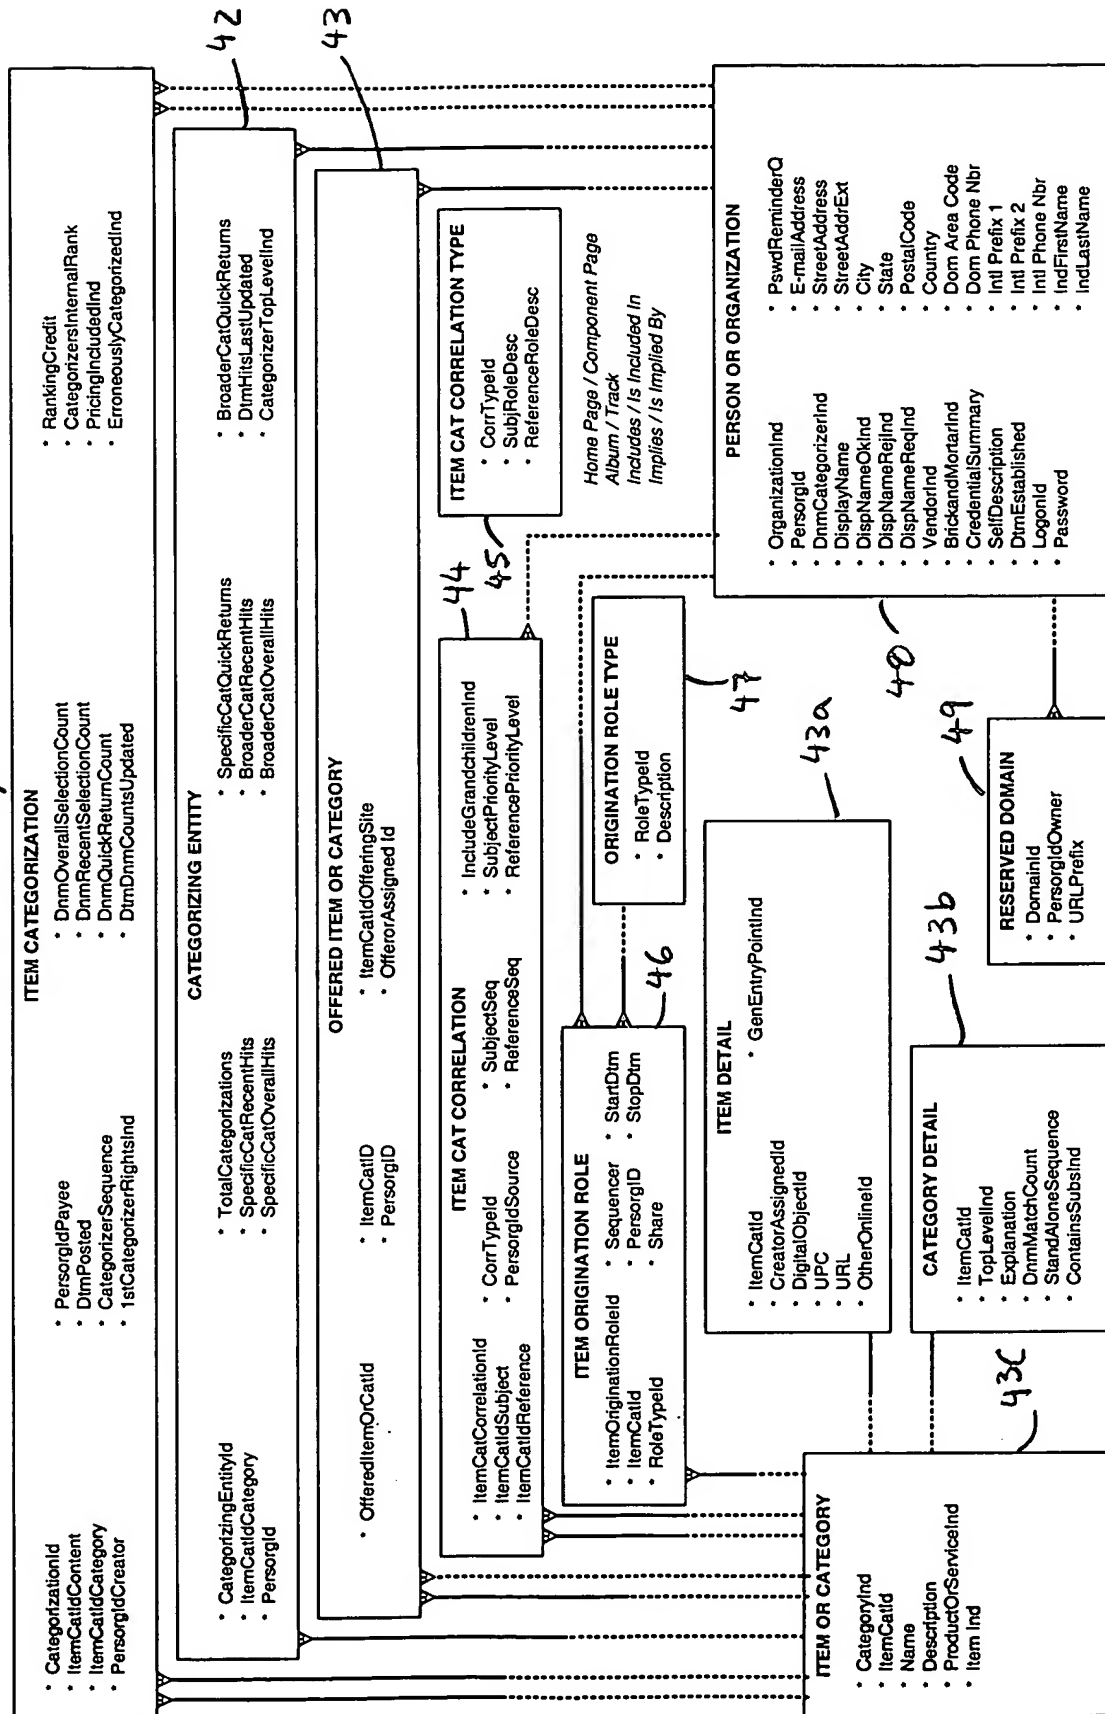 ITEM CATEGORIZATION
* CategorizationId
* ItemCatIdContent
* ItemCatIdCategory
* PersorgIdCreator
* PersorgIdPayee
* DtmPosted
* CategorizerSequence
* 1stCategorizerRightsInd
* DnmOverallSelectionCount
* DnmRecentSelectionCount
* DnmQuickReturnCount
* DtmDnmCountsUpdated
* RankingCredit
* CategorizersInternalRank
* PricingIncludedInd
* ErroneouslyCategorizedInd
42
CATEGORIZING ENTITY
* CategorizingEntityId
* ItemCatIdCategory
* PersorgId
* TotalCategorizations
* SpecificCatRecentHits
* SpecificCatOverallHits
* SpecificCatQuickReturns
* BroaderCatRecentHits
* BroaderCatOverallHits
* BroaderCatQuickReturns
* DtmHitsLastUpdated
* CategorizerTopLevelInd
43
OFFERED ITEM OR CATEGORY
* OfferedItemOrCatId
* ItemCatID
* PersorgID
* ItemCatIdOfferingSite
* OfferorAssigned Id
44
ITEM CAT CORRELATION
* ItemCatCorrelationId
* ItemCatIdSubject
* ItemCatIdReference
* CorrTypeId
* PersorgIdSource
* SubjectSeq
* ReferenceSeq
* IncludeGrandchildrenInd
* SubjectPriorityLevel
* ReferencePriorityLevel
45
ITEM CAT CORRELATION TYPE
* CorrTypeId
* SubjRoleDesc
* ReferenceRoleDesc
Home Page / Component Page
Album / Track
Includes / Is Included In
Implies / Is Implied By
46
ITEM ORIGINATION ROLE
* ItemOriginationRoleId
* ItemCatId
* RoleTypeId
* Sequencer
* PersorgID
* Share
* StartDtm
* StopDtm
47
ORIGINATION ROLE TYPE
* RoleTypeId
* Description
43a
ITEM DETAIL
* ItemCatId
* CreatorAssignedId
* DigitalObjectId
* UPC
* URL
* OtherOnlineId
* GenEntryPointInd
43b
CATEGORY DETAIL
* ItemCatId
* TopLevelInd
* Explanation
* DnmMatchCount
* StandAloneSequence
* ContainsSubsInd
49
RESERVED DOMAIN
* DomainId
* PersorgIdOwner
* URLPrefix
43c
ITEM OR CATEGORY
* CategoryInd
* ItemCatId
* Name
* Description
* ProductOrServiceInd
* Item Ind
40
PERSON OR ORGANIZATION
* OrganizationInd
* PersorgId
* DnmCategorizerInd
* DisplayName
* DispNameOkInd
* DispNameRejInd
* DispNameReqInd
* VendorInd
* BrickandMortarInd
* CredentialSummary
* SelfDescription
* DtmEstablished
* LogonId
* Password
* PswdReminderQ
* E-mailAddress
* StreetAddress
* StreetAddrExt
* City
* State
* PostalCode
* Country
* Dom Area Code
* Dom Phone Nbr
* Intl Prefix 1
* Intl Prefix 2
* Intl Phone Nbr
* IndFirstName
* IndLastName